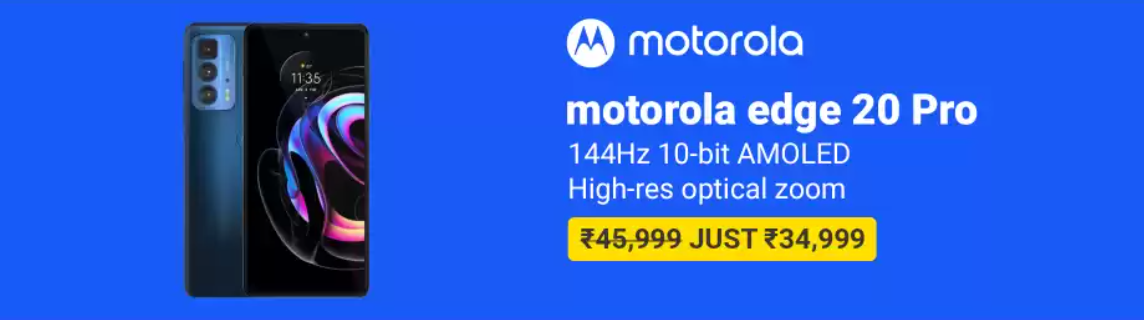 11:35
motorola
motorola edge 20 Pro
144Hz 10-bit AMOLED
High-res optical zoom
₹45,999 JUST ₹34,999